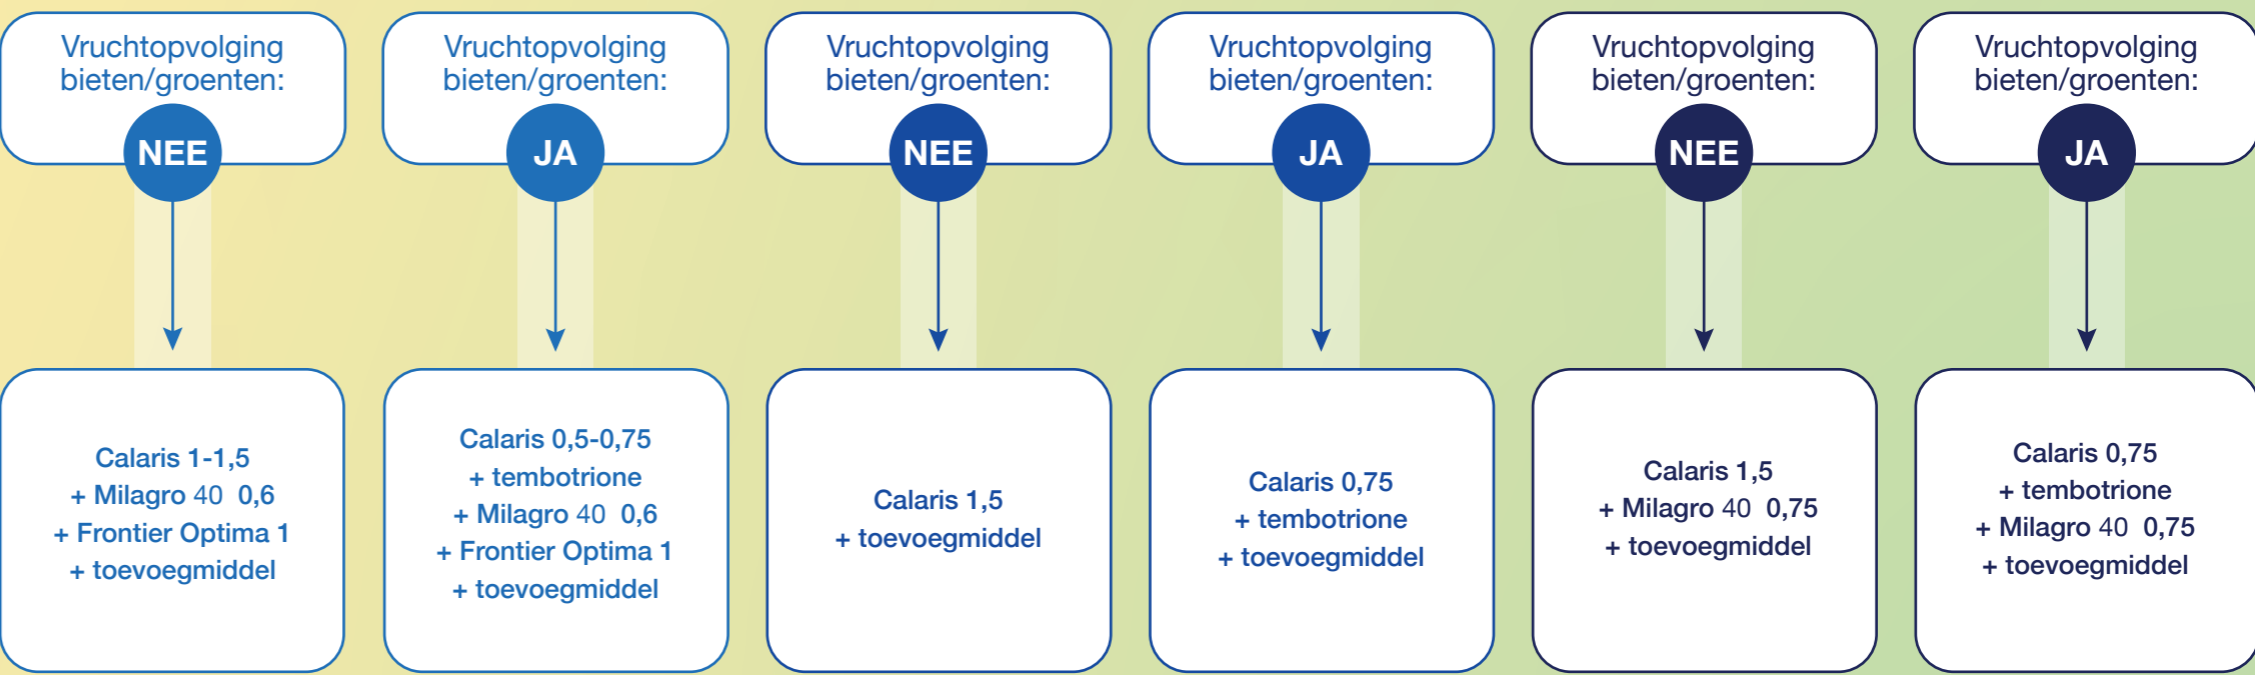 Vruchtopvolging
bieten/groenten:
NEE
Calaris 1-1,5
+ Milagro 40 0,6
+ Frontier Optima 1
+ toevoegmiddel
Vruchtopvolging
bieten/groenten:
JA
Calaris 0,5-0,75
+ tembotrione
+ Milagro 40 0,6
+ Frontier Optima 1
+ toevoegmiddel
Vruchtopvolging
bieten/groenten:
NEE
Calaris 1,5
+ toevoegmiddel
Vruchtopvolging
bieten/groenten:
JA
Calaris 0,75
+ tembotrione
+ toevoegmiddel
Vruchtopvolging
bieten/groenten:
NEE
Calaris 1,5
+ Milagro 40 0,75
+ toevoegmiddel
Vruchtopvolging
bieten/groenten:
JA
Calaris 0,75
+ tembotrione
+ Milagro 40 0,75
+ toevoegmiddel